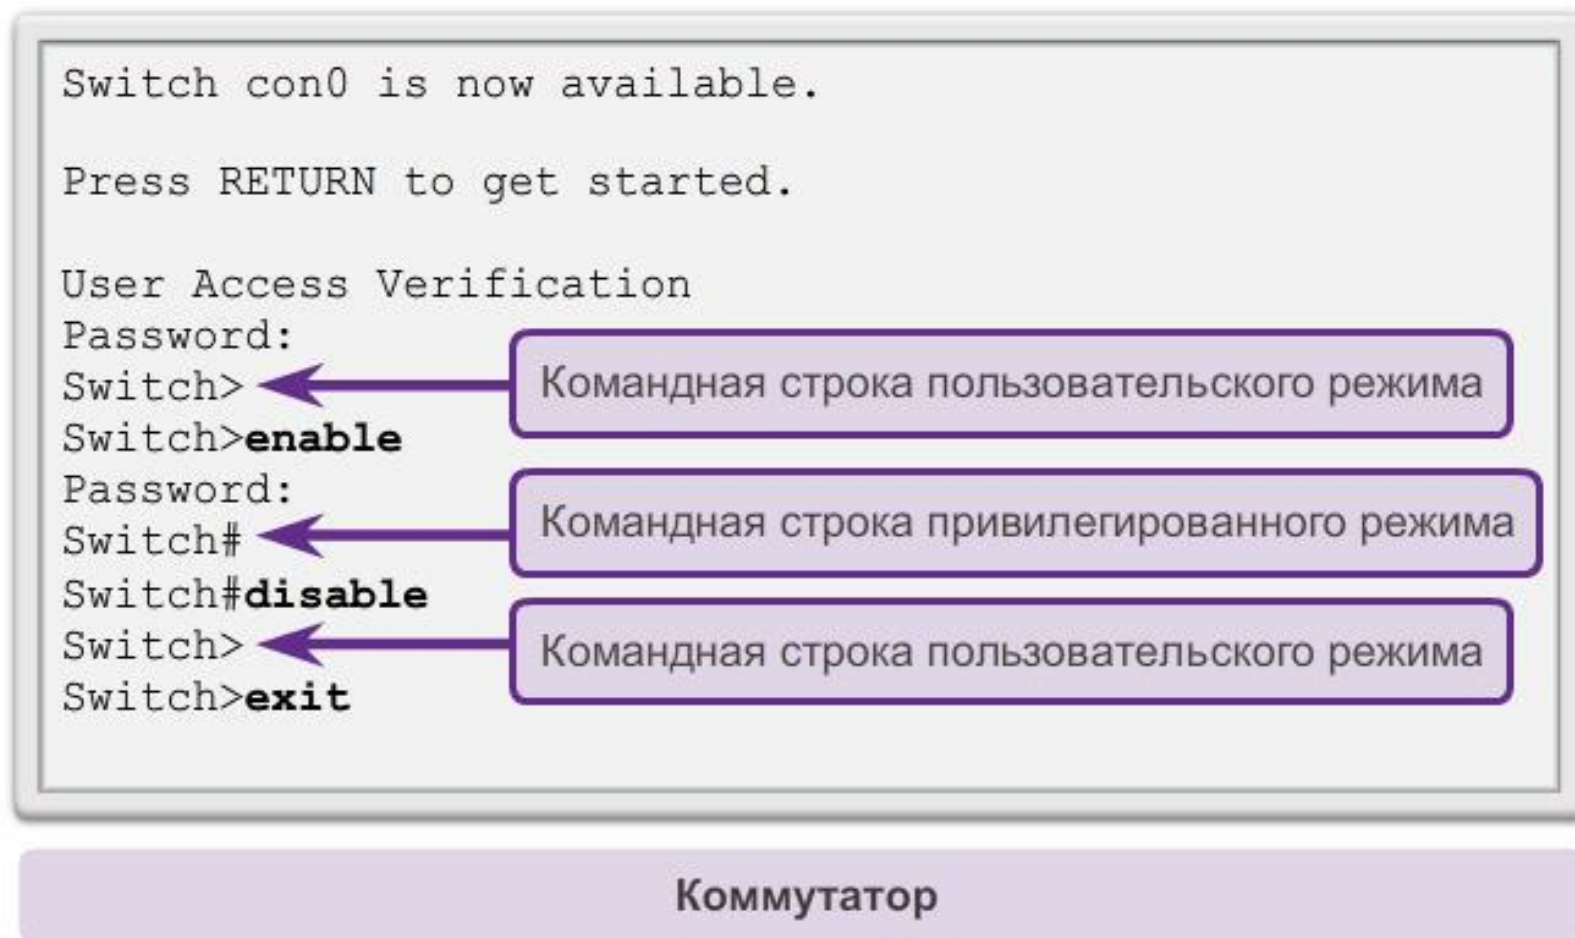 Switch con0 is now available.
Press RETURN to get started.
User Access Verification
Password:
Switch>
Командная строка пользовательского режима
Switch>enable
Password:
Switch#
Командная строка привилегированного режима
Switch#disable
Switch>
Командная строка пользовательского режима
Switch>exit
Коммутатор